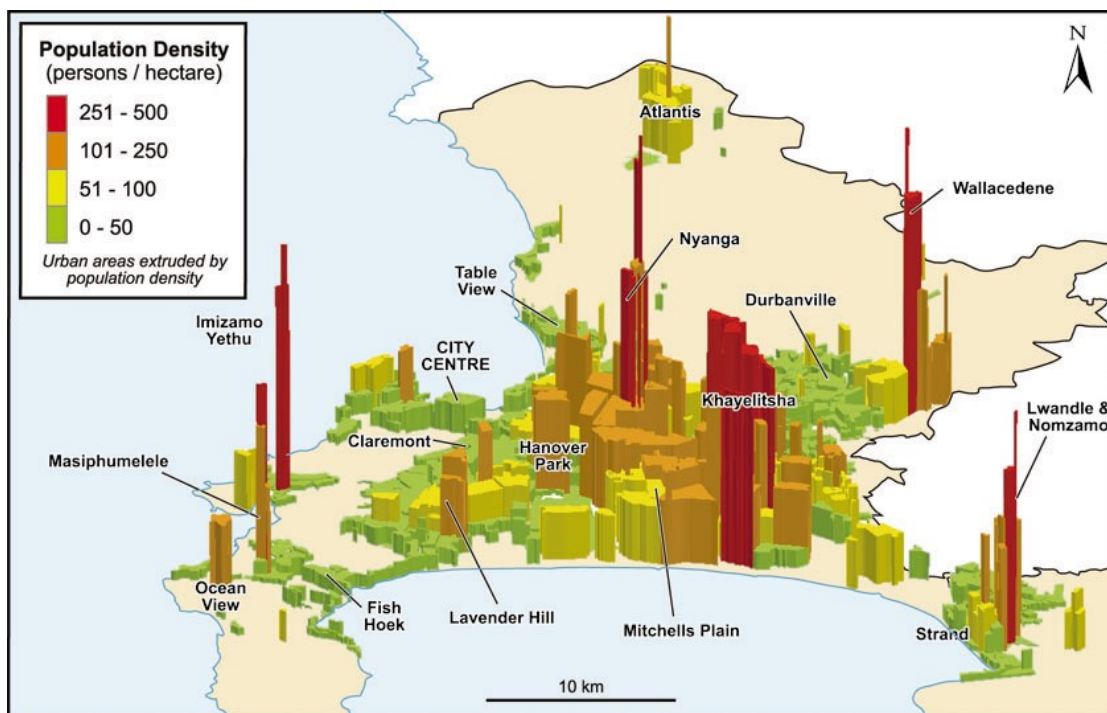 Population Density
(persons / hectare)
251 - 500
101 - 250
51 - 100
0 - 50
Urban areas extruded by
population density
N
Atlantis
Wallacedene
Nyanga
Table
View
Durbanville
Imizamo
Yethu
CITY
CENTRE
Khayelitsha
Lwandle &
Nomzamo
Claremont
Hanover
Park
Masiphumelele
Ocean
View
Fish
Hoek
Lavender Hill
Mitchells Plain
Strand
10 km